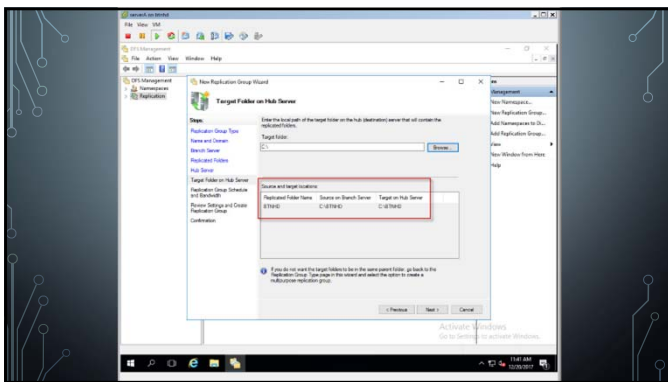 File View VM
DFS Management
File Action View Window Help
DFS Management
Namespaces
Replication
New Replication Group Wizard
Target Folder on Hub Server
Steps:
Replication Group Type
Name and Domain
Branch Server
Replicated Folders
Hub Server
Target Folder on Hub Server
Replication Group Schedule and Bandwidth
Review Settings and Create Replication Group
Confirmation
Enter the local path of the target folder on the hub (destination) server that will contain the
replicated folders.
Target folder:
C:\
Browse...
Source and target locations:
Replicated Folder Name Source on Branch Server Target on Hub Server
If you do not want the target folders to be in the same parent folder, go back to the
Replication Group Type page in this wizard and select the option to create a
multipurpose replication group.
< Previous Next > Cancel
New Namespace...
New Replication Group...
Add Namespaces to Di...
Add Replication Group...
View
New Window from Here
Help
Activate Windows
Go to Settings to activate Windows.
11:41 AM
12/20/2017